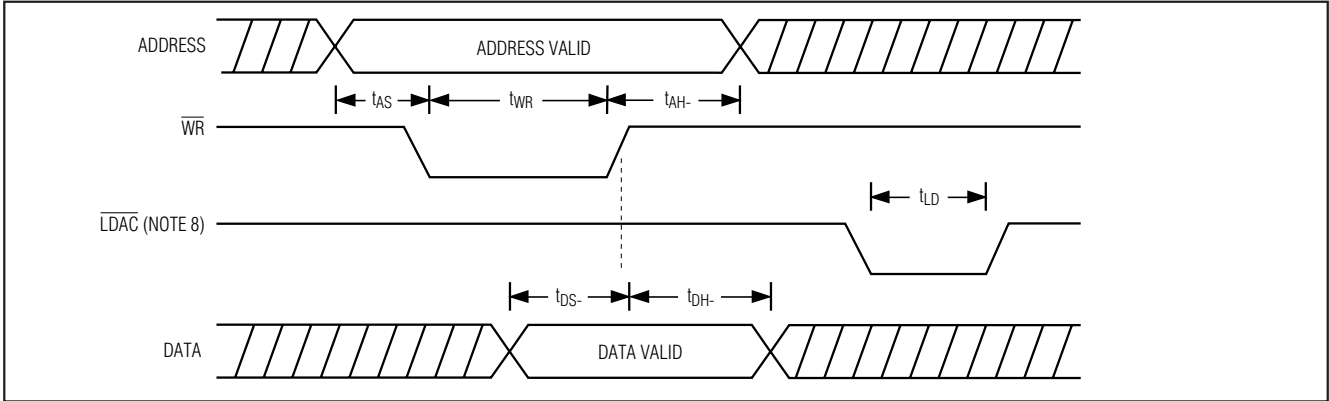 ADDRESS
ADDRESS VALID
tAS
tWR
tAH-
WR
tLD
LDAC (NOTE 8)
tDS-
tDH-
DATA
DATA VALID